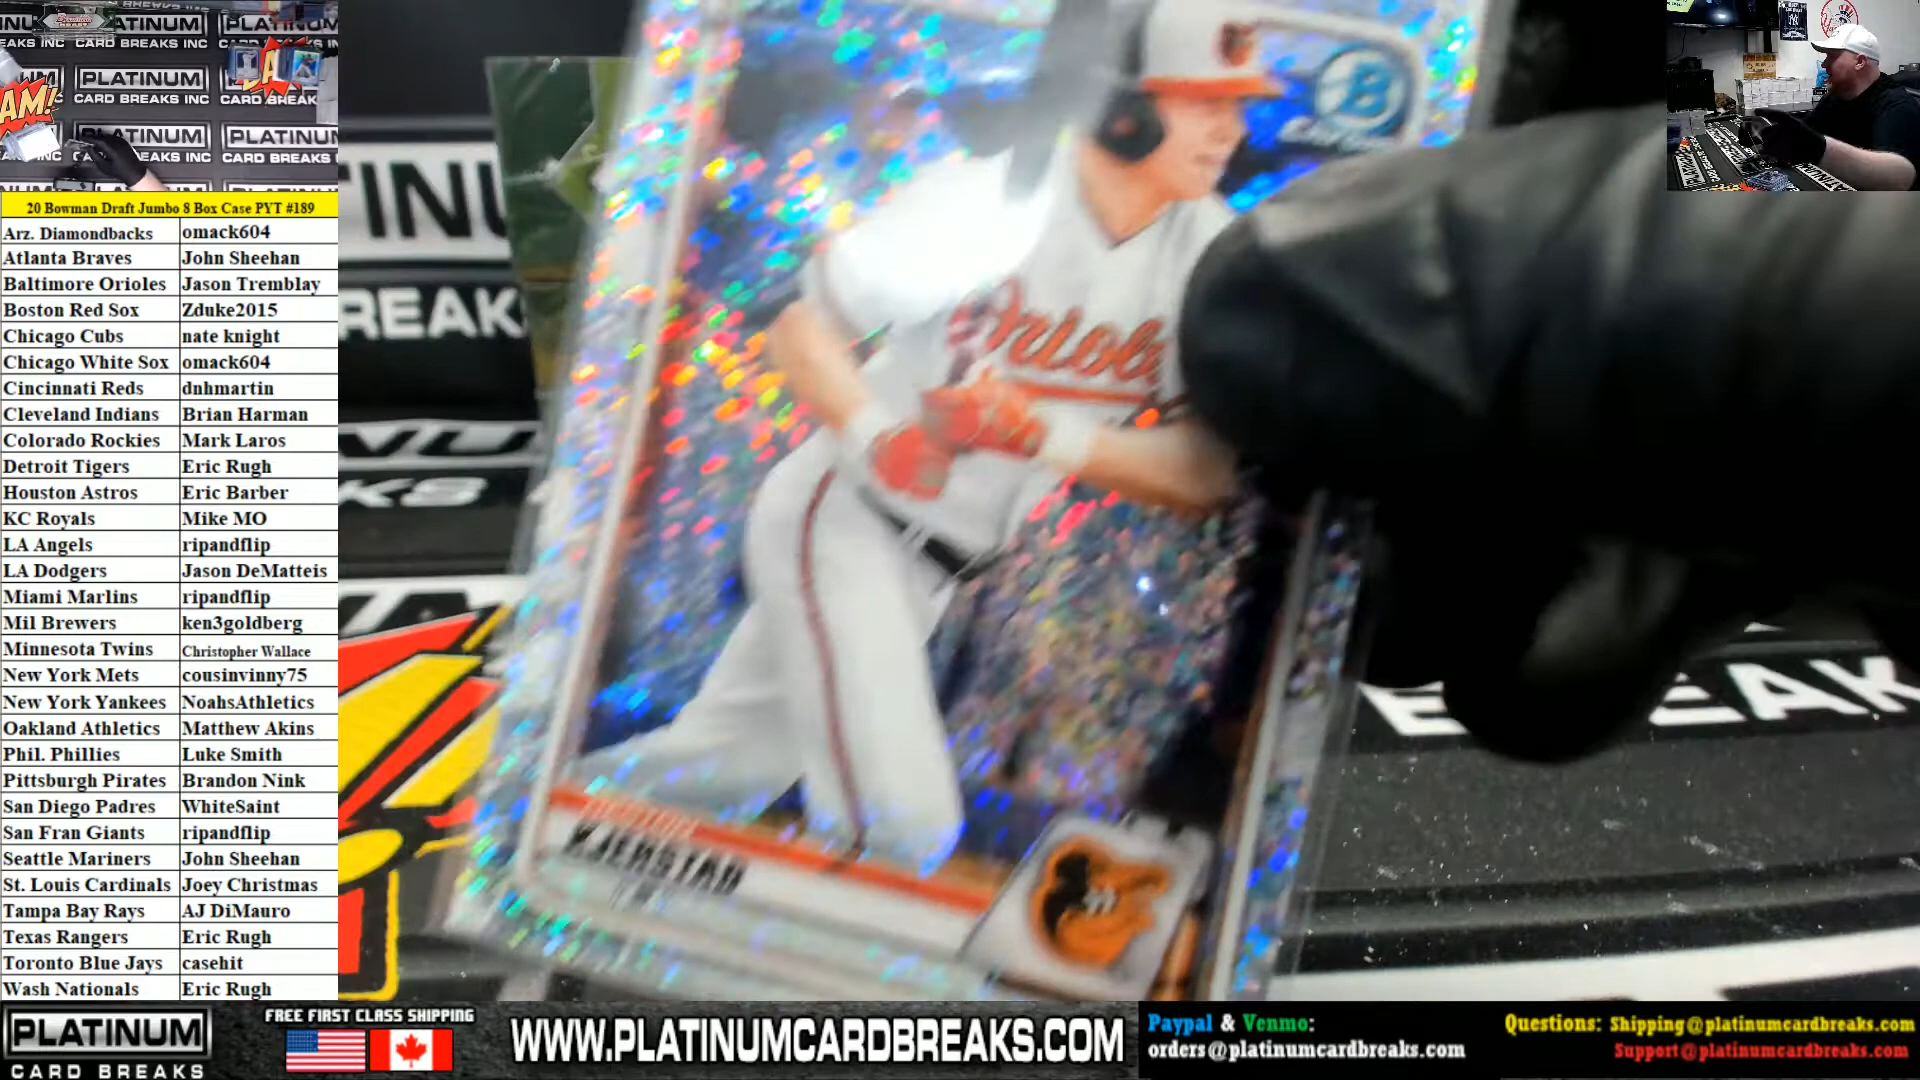 PLATINUM
CARD BREAKS INC
20 Bowman Draft Jumbo 8 Box Case PYT #189
Arz. Diamondbacks omack604
Atlanta Braves John Sheehan
Baltimore Orioles Jason Tremblay
Boston Red Sox Zduke2015
Chicago Cubs nate knight
Chicago White Sox omack604
Cincinnati Reds dnhmartin
Cleveland Indians Brian Harman
Colorado Rockies Mark Laros
Detroit Tigers Eric Rugh
Houston Astros Eric Barber
KC Royals Mike MO
LA Angels ripandflip
LA Dodgers Jason DeMatteis
Miami Marlins ripandflip
Mil Brewers ken3goldberg
Minnesota Twins Christopher Wallace
New York Mets cousinvinny75
New York Yankees NoahsAthletics
Oakland Athletics Matthew Akins
Phil. Phillies Luke Smith
Pittsburgh Pirates Brandon Nink
San Diego Padres WhiteSaint
San Fran Giants ripandflip
Seattle Mariners John Sheehan
St. Louis Cardinals Joey Christmas
Tampa Bay Rays AJ DiMauro
Texas Rangers Eric Rugh
Toronto Blue Jays casehit
Wash Nationals Eric Rugh
B
Oriole
KJERSTAD
PLATINUM
CARD BREAKS
FREE FIRST CLASS SHIPPING
WWW.PLATINUMCARDBREAKS.COM
Paypal & Venmo:
orders@platinumcardbreaks.com
Questions: Shipping@platinumcardbreaks.com
Support@platinumcardbreaks.com